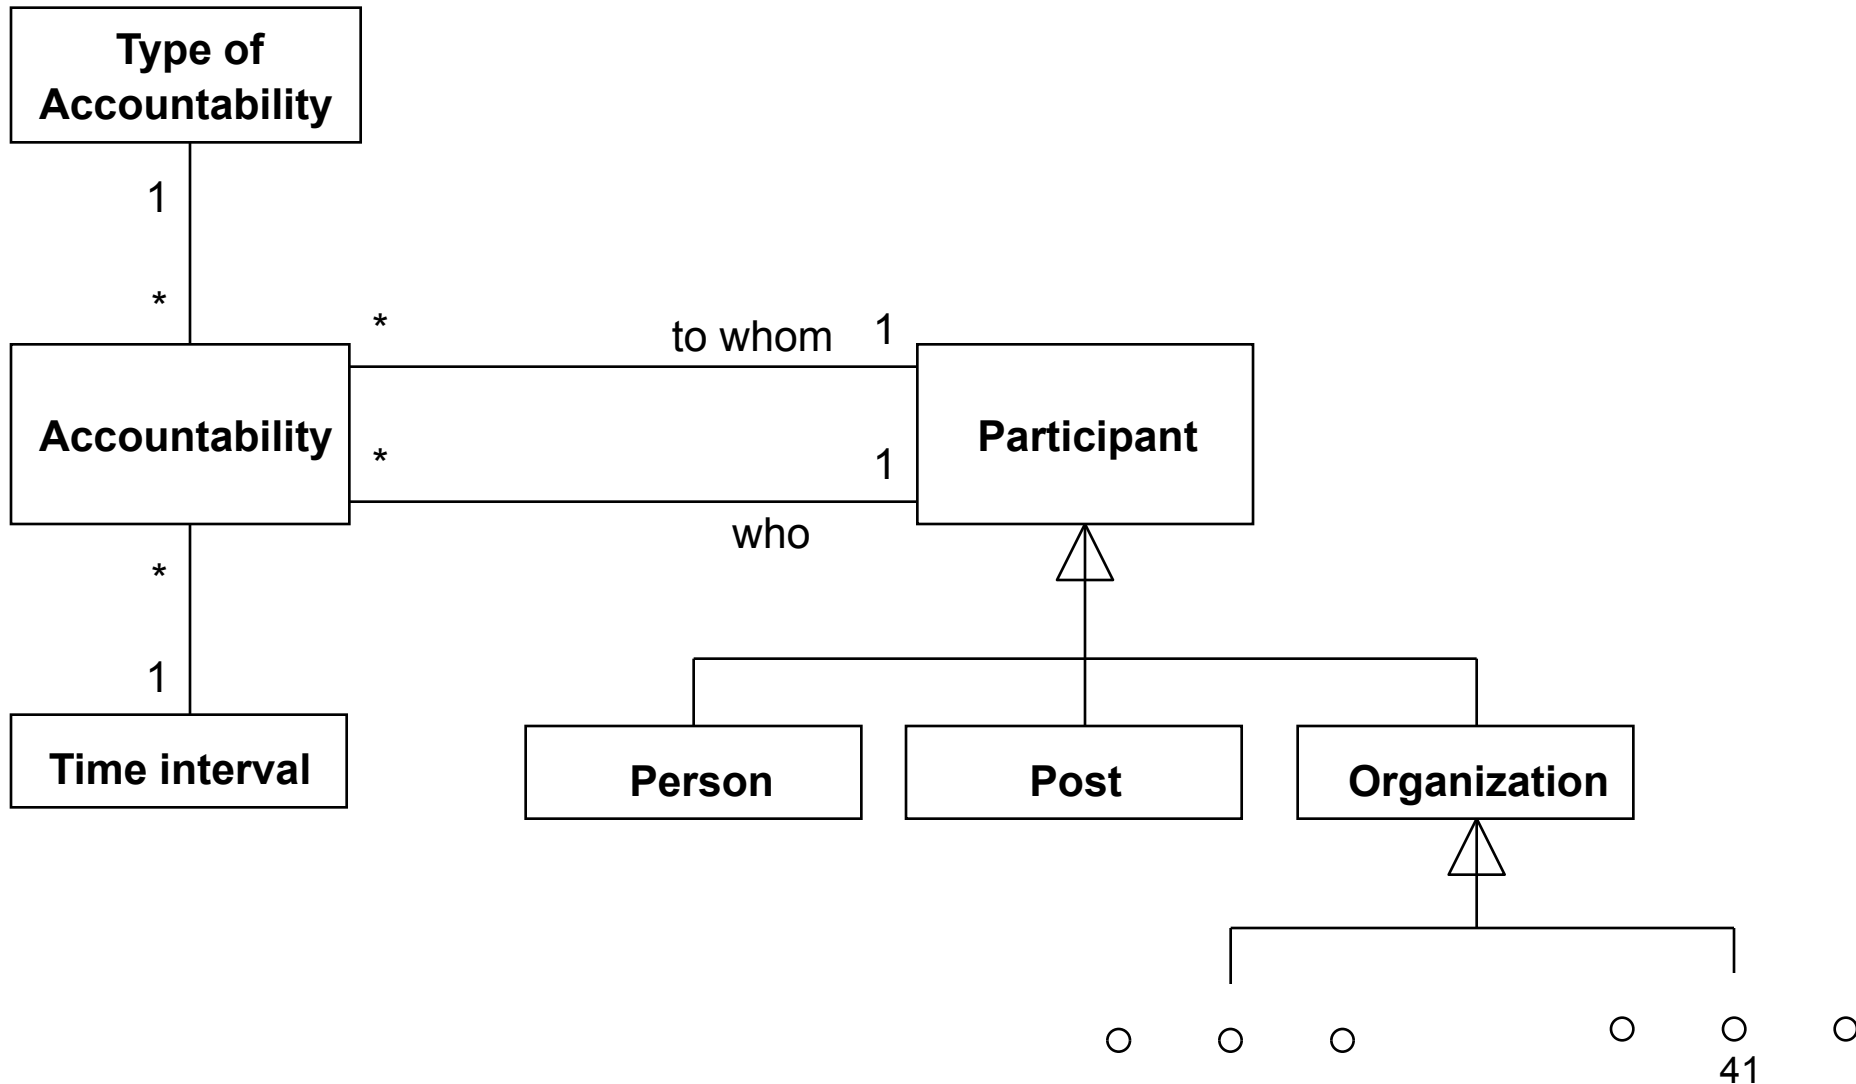 Type of
Accountability
1
*
*
to whom
1
Accountability
Participant
*
1
who
*
1
Time interval
Person
Post
Organization
41